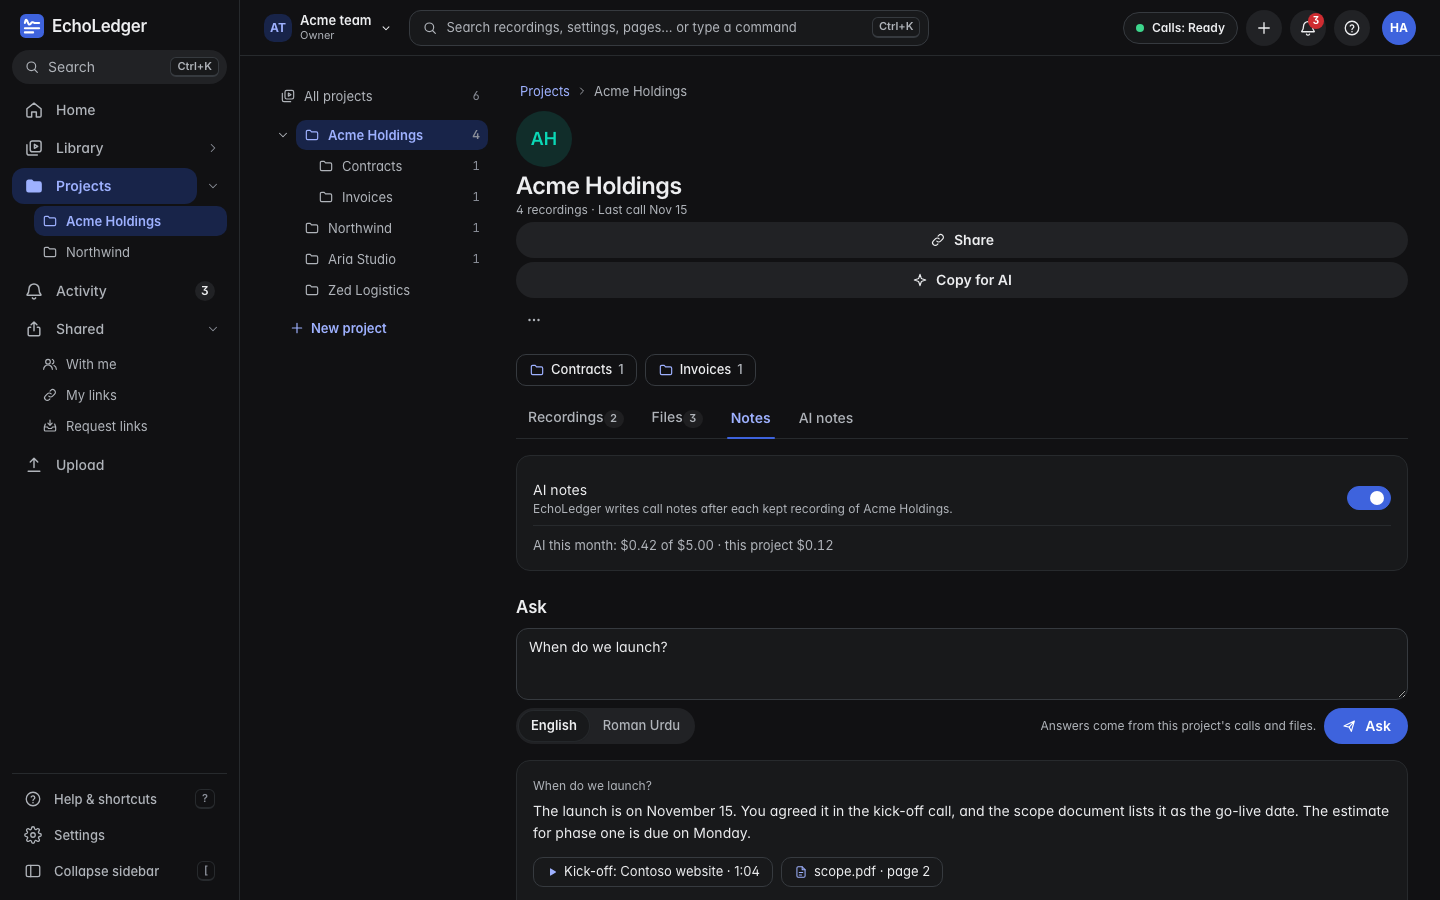 EchoLedger
Search Ctrl+K
Home
Library
Projects
Acme Holdings
Northwind
Activity 3
Shared
With me
My links
Request links
Upload
Help & shortcuts ?
Settings
Collapse sidebar [
AT Acme team
Owner
Search recordings, settings, pages... or type a command Ctrl+K
Calls: Ready
3
HA
All projects 6
Acme Holdings 4
Contracts 1
Invoices 1
Northwind 1
Aria Studio 1
Zed Logistics
+ New project
Projects > Acme Holdings
AH
Acme Holdings
4 recordings · Last call Nov 15
Share
Copy for AI
...
Contracts 1 Invoices 1
Recordings 2 Files 3 Notes AI notes
AI notes
EchoLedger writes call notes after each kept recording of Acme Holdings.
AI this month: $0.42 of $5.00 · this project $0.12
Ask
When do we launch?
English Roman Urdu
Answers come from this project's calls and files. Ask
When do we launch?
The launch is on November 15. You agreed it in the kick-off call, and the scope document lists it as the go-live date. The estimate
for phase one is due on Monday.
Kick-off: Contoso website · 1:04 scope.pdf · page 2